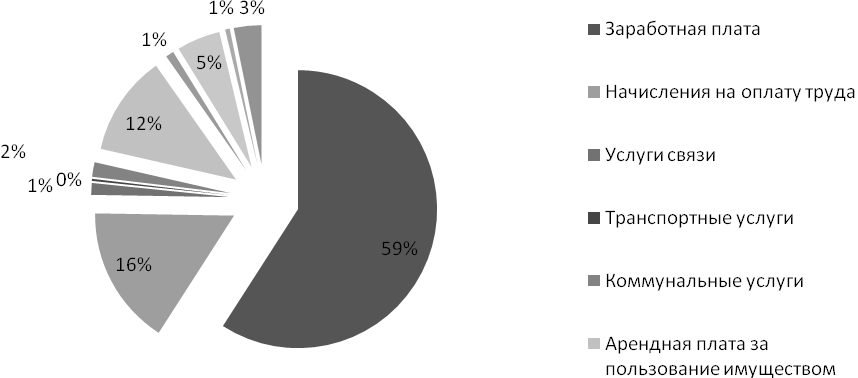 1% 3%
1%
5%
12%
2%
1% 0%
16%
59%
Заработная плата
Начисления на оплату труда
Услуги связи
Транспортные услуги
Коммунальные услуги
Арендная плата за
пользование имуществом